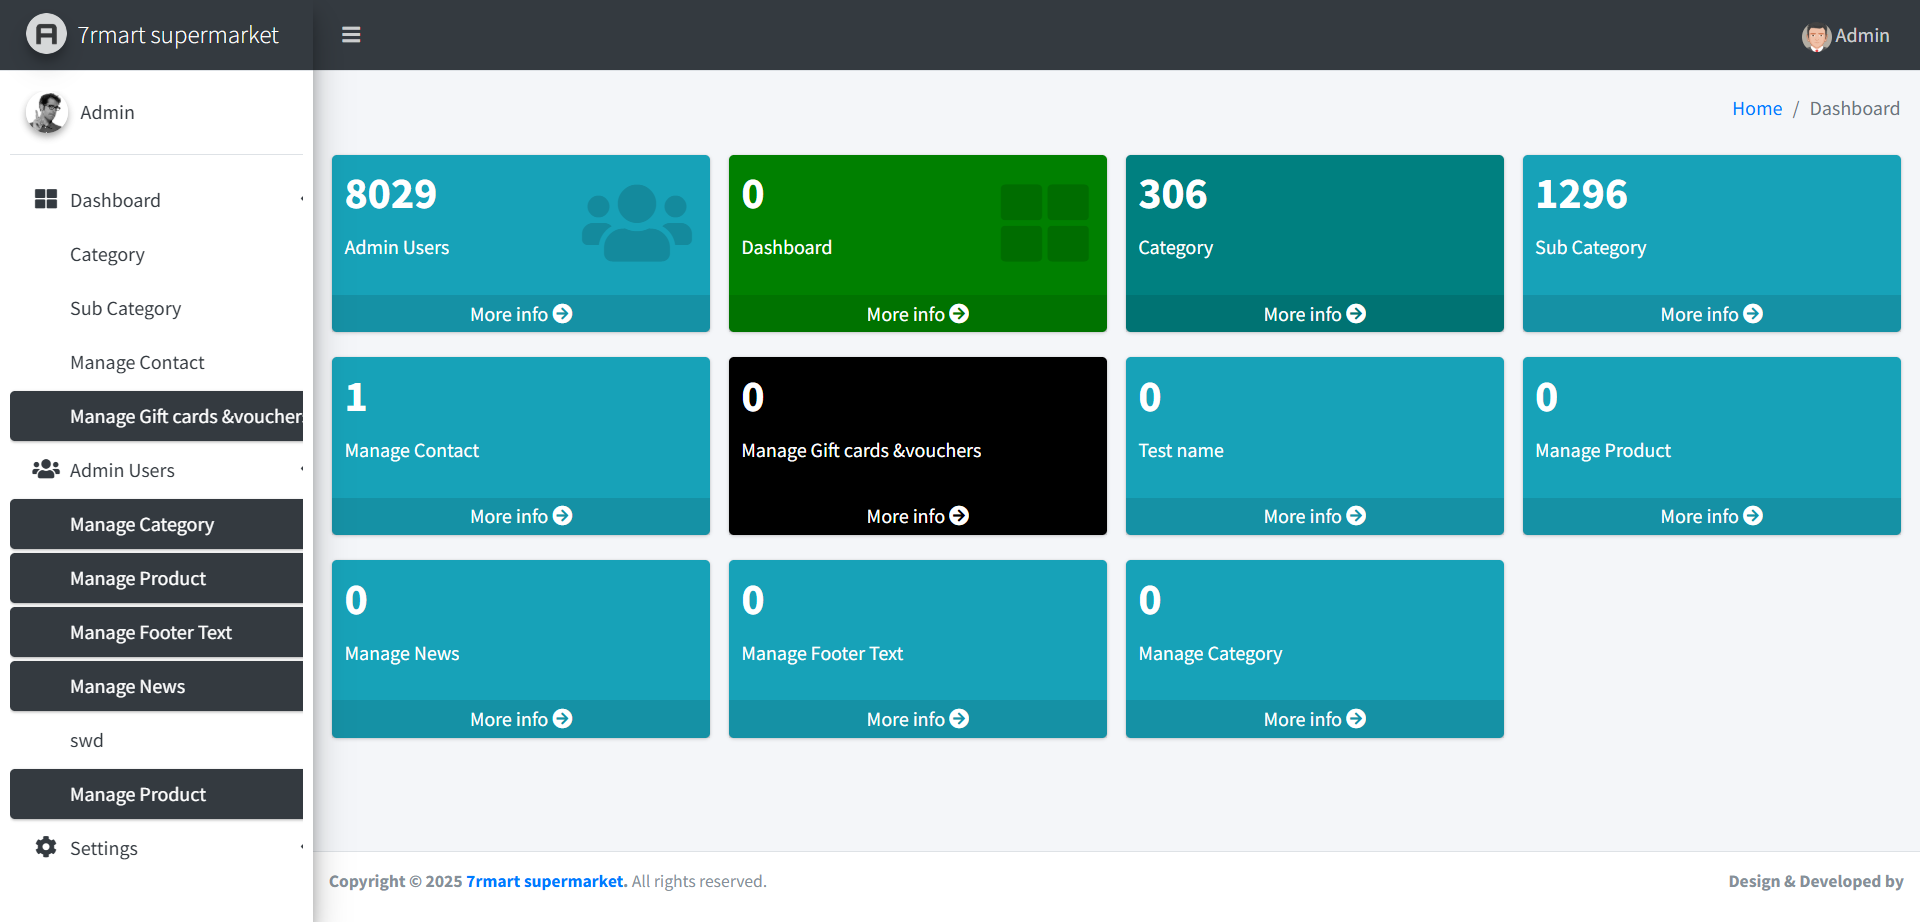 7rmart supermarket
Admin
Admin
Home / Dashboard
Dashboard
Category
Sub Category
Manage Contact
Manage Gift cards &voucher
Admin Users
Manage Category
Manage Product
Manage Footer Text
Manage News
swd
Manage Product
Settings
8029
Admin Users
More info
0
Dashboard
More info
306
Category
More info
1296
Sub Category
More info
1
Manage Contact
More info
0
Manage Gift cards &vouchers
More info
0
Test name
More info
0
Manage Product
More info
0
Manage News
More info
0
Manage Footer Text
More info
0
Manage Category
More info
Copyright © 2025 7rmart supermarket. All rights reserved.
Design & Developed by